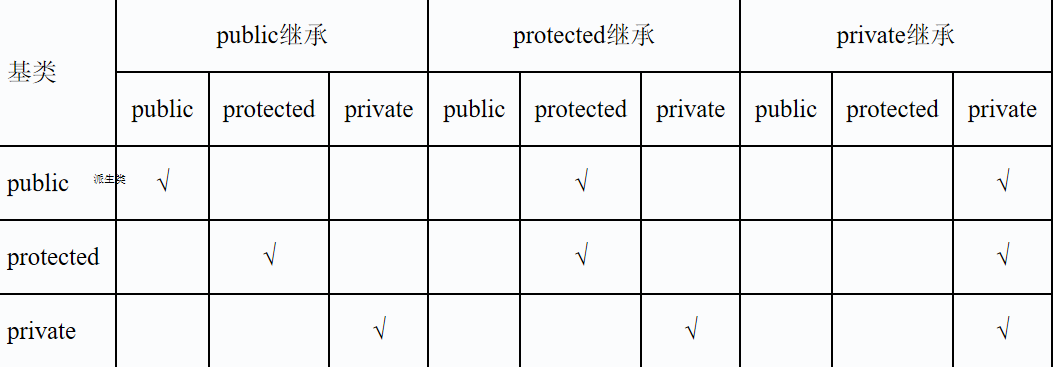 基类 public继承 protected继承 private继承
public protected private public protected private public protected private
public 派生类 √ √ √
protected √ √ √
private √ √ √